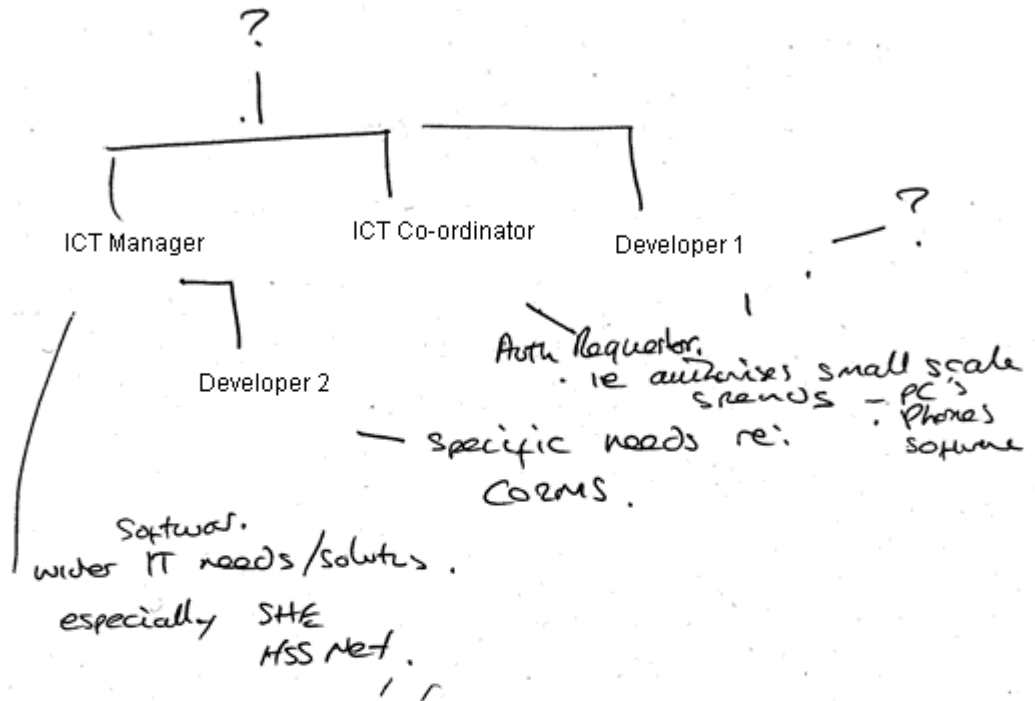 ?
ICT Manager
ICT Co-ordinator
Developer 1
?
Developer 2
Auth Requestor.
. ie authorises small scale
spends - PC's
. Phones
software
specific needs re:
CORMS.
Software.
wider IT needs/solutns.
especially SHE
HSS Net.